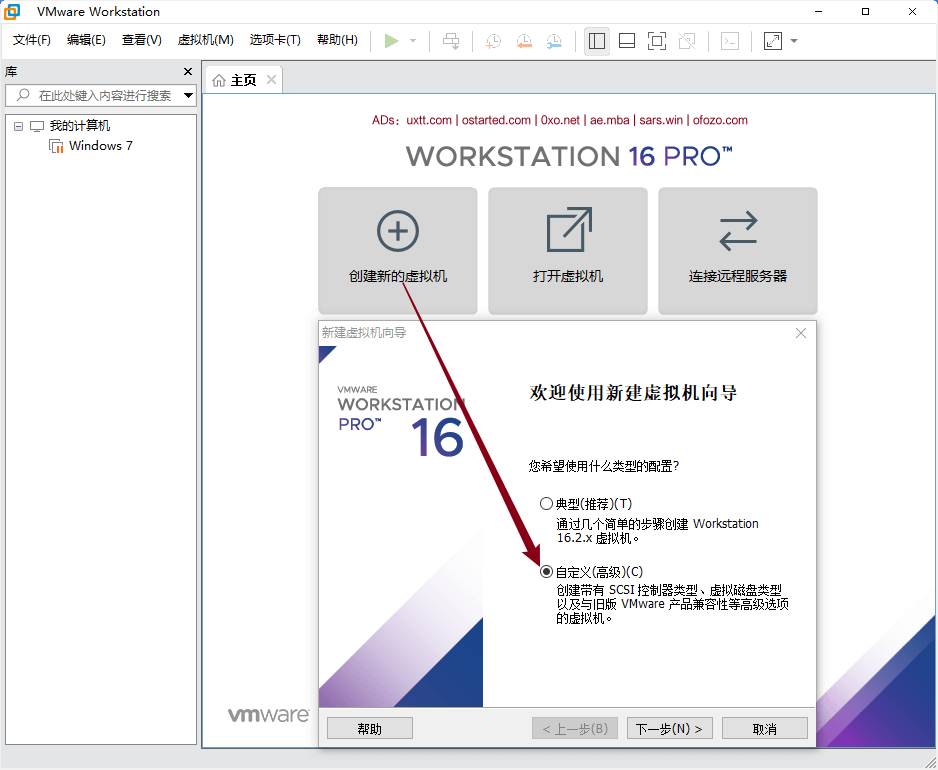 VMware Workstation
文件(F) 编辑(E) 查看(V) 虚拟机(M) 选项卡(T) 帮助(H)
库
主页
在此处键入内容进行搜索
我的计算机
Windows 7
ADs：uxtt.com | ostarted.com | 0xo.net | ae.mba | sars.win | ofozo.com
WORKSTATION 16 PRO™
创建新的虚拟机
打开虚拟机
连接远程服务器
新建虚拟机向导
VMWARE
WORKSTATION
PRO™
16
欢迎使用新建虚拟机向导
您希望使用什么类型的配置?
典型(推荐)(T)
通过几个简单的步骤创建 Workstation
16.2.x 虚拟机。
自定义(高级)(C)
创建带有 SCSI 控制器类型、虚拟磁盘类型
以及与旧版 VMware 产品兼容性等高级选项
的虚拟机。
vmware
帮助
< 上一步(B)
下一步(N) >
取消